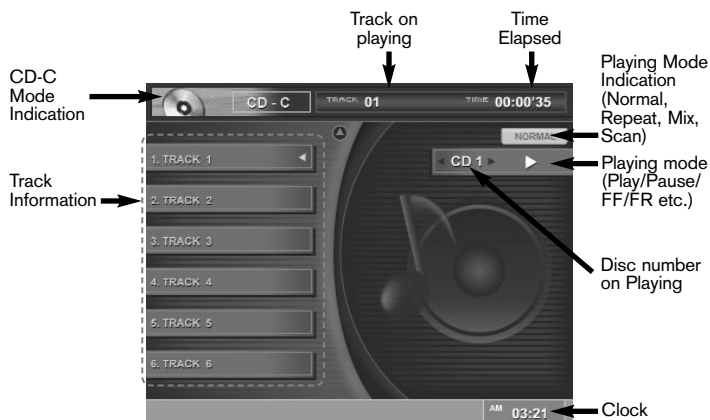 Track on
playing
Time
Elapsed
CD-C
Mode
Indication
Playing Mode
Indication
(Normal,
Repeat, Mix,
Scan)
CD - C
TRACK 01
TIME 00:00'35
NORMAL
CD 1
Playing mode
(Play/Pause/
FF/FR etc.)
Track
Information
1. TRACK 1
2. TRACK 2
3. TRACK 3
4. TRACK 4
5. TRACK 5
6. TRACK 6
Disc number
on Playing
AM 03:21
Clock